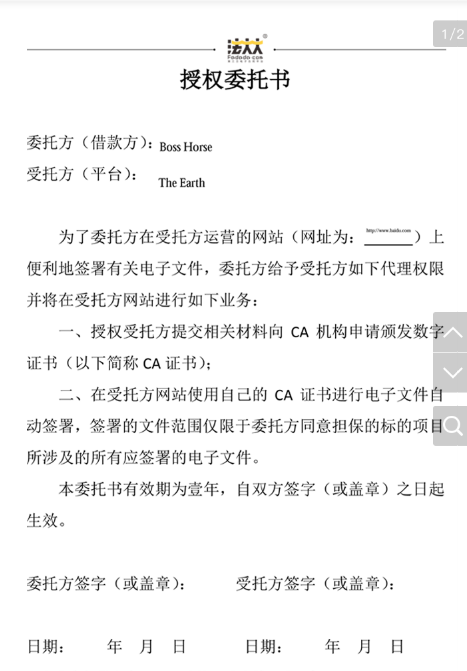 1/2
法大大
Fadada.com
授权委托书
委托方（借款方）：Boss Horse
受托方（平台）： The Earth
为了委托方在受托方运营的网站（网址为：http://www.baidu.com）上
便利地签署有关电子文件，委托方给予受托方如下代理权限
并将在受托方网站进行如下业务：
一、授权受托方提交相关材料向 CA 机构申请颁发数字
证书（以下简称 CA 证书）；
二、在受托方网站使用自己的 CA 证书进行电子文件自
动签署，签署的文件范围仅限于委托方同意担保的标的项目
所涉及的所有应签署的电子文件。
本委托书有效期为壹年，自双方签字（或盖章）之日起
生效。
委托方签字（或盖章）： 受托方签字（或盖章）：
日期： 年 月 日 日期： 年 月 日